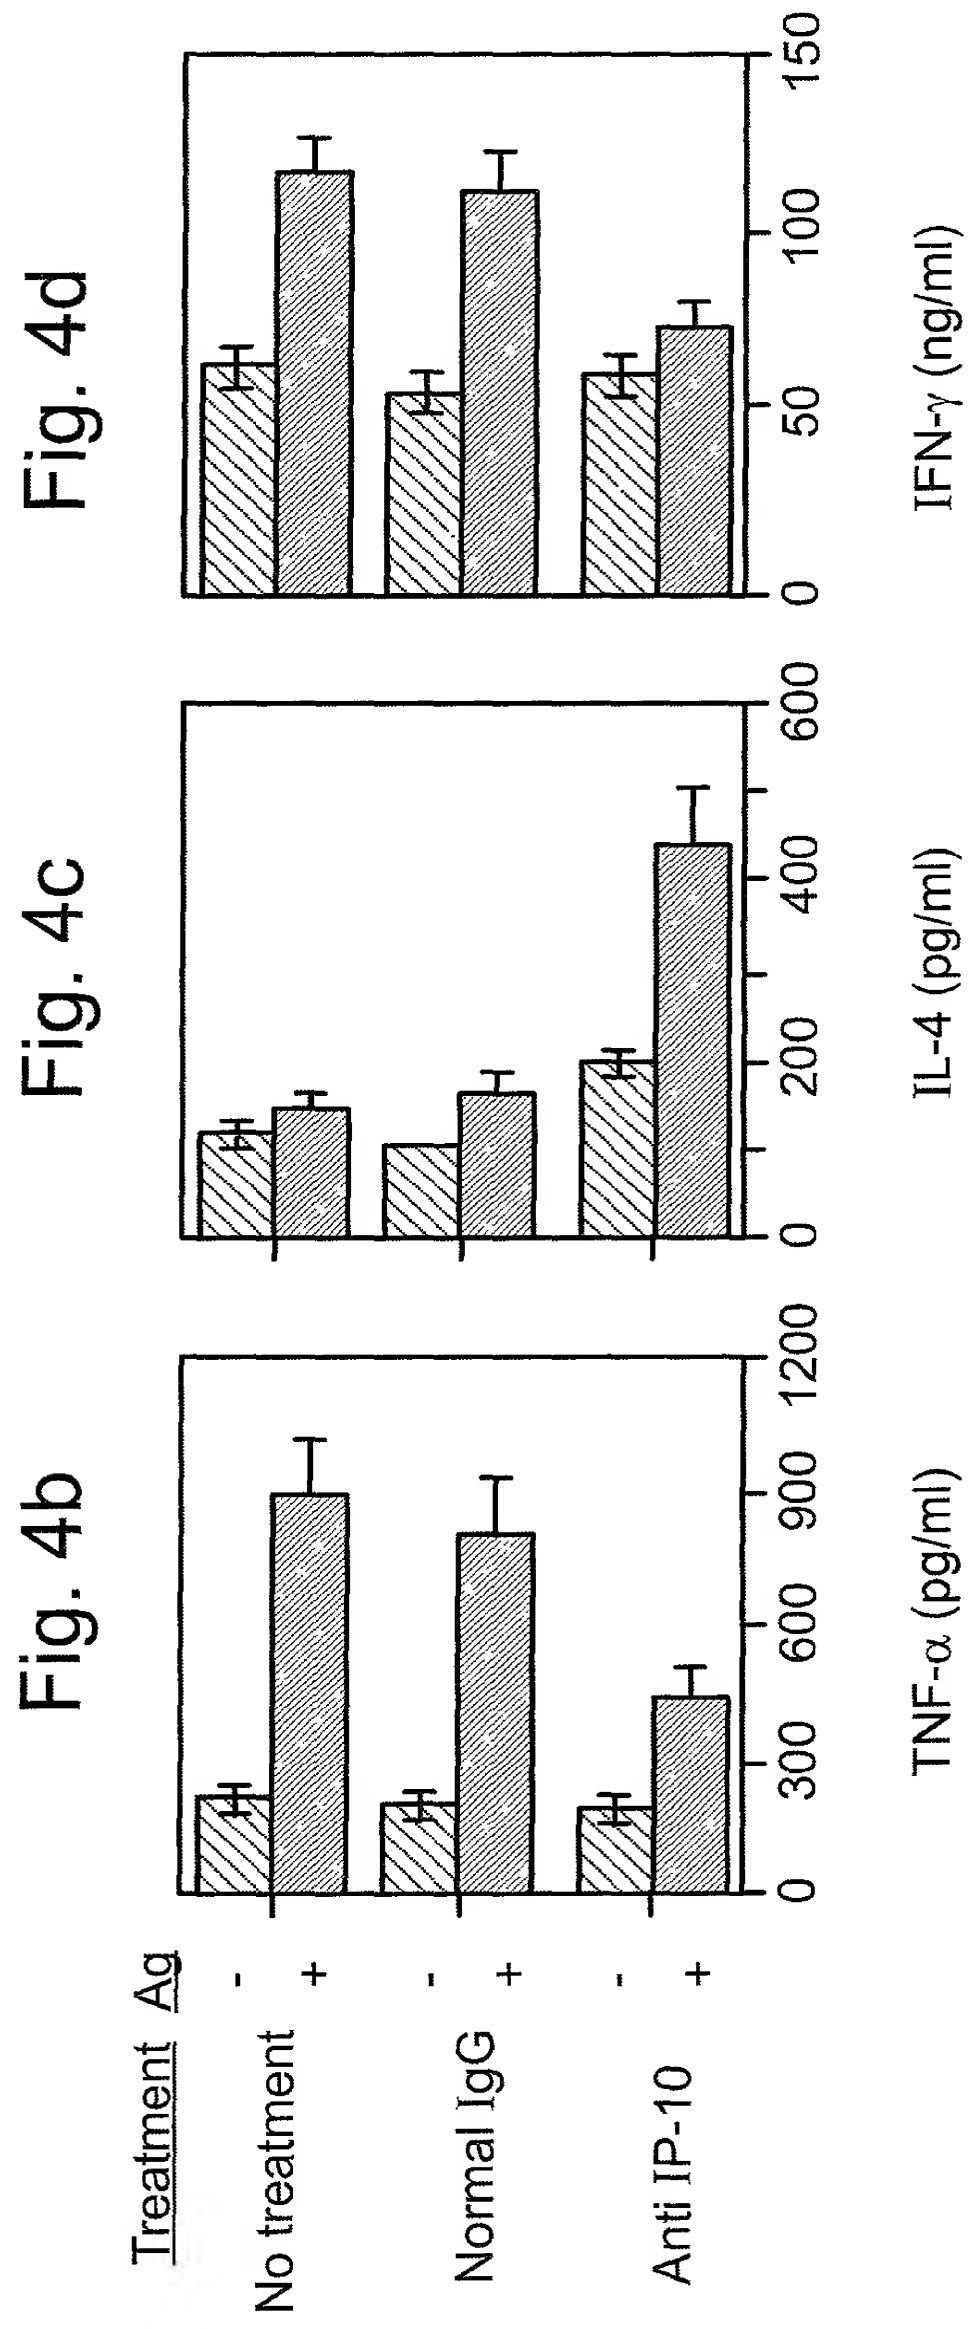 Fig. 4b
Fig. 4c
Fig. 4d
Treatment Ag
No treatment
-
+
Normal IgG
-
+
Anti IP-10
-
+
0 300 600 900 1200
TNF-α (pg/ml)
0 200 400 600
IL-4 (pg/ml)
0 50 100 150
IFN-γ (ng/ml)